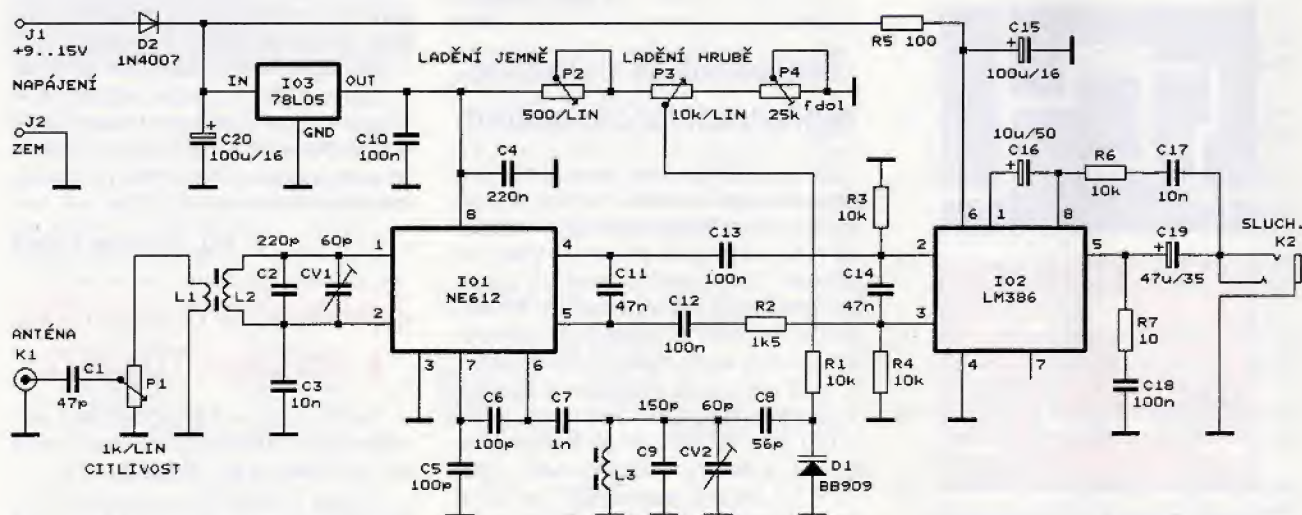 J1
+9..15V
D2
1N4007
NAPÁJENÍ
J2
ZEM
IN
IO3
78L05
OUT
GND
C20
100u/16
C10
100n
C4
220n
LADĚNÍ JEMNĚ
P2
500/LIN
LADĚNÍ HRUBĚ
P3
10k/LIN
P4
25k
fdol
R5 100
C15
100u/16
10u/50
C16
R6
10k
C17
10n
R3
10k
6
1
8
8
220p
60p
C2
CV1
L1
L2
1
2
IO1
NE612
4
5
C11
47n
C13
100n
C12
100n
R2
1k5
C14
47n
2
3
IO2
LM386
5
C19
47u/35
SLUCH.
K2
ANTÉNA
K1
C1
47p
P1
1k/LIN
CITLIVOST
C3
10n
3
7
6
C6
100p
C7
1n
C5
100p
L3
150p
C9
60p
CV2
C8
56p
R1
10k
R4
10k
D1
BB909
4
7
R7
10
C18
100n